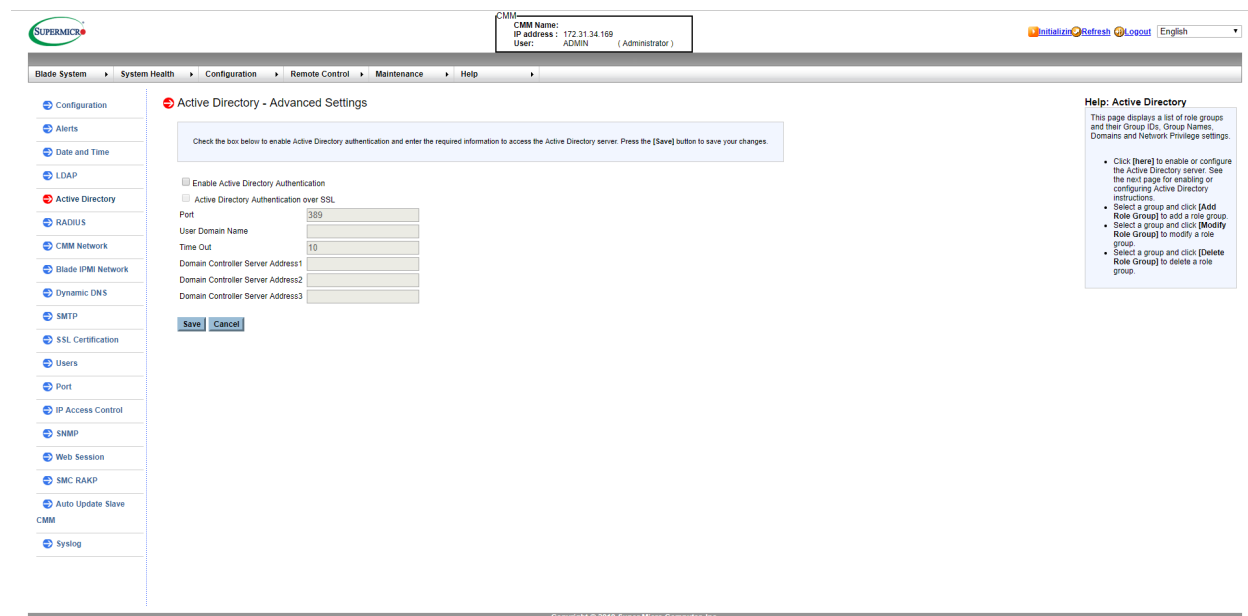 SUPERMICR
CMM
CMM Name:
IP address : 172.31.34.169
User: ADMIN ( Administrator )
Initializin Refresh Logout English
Blade System System Health Configuration Remote Control Maintenance Help
Configuration
Alerts
Date and Time
LDAP
Active Directory
RADIUS
CMM Network
Blade IPMI Network
Dynamic DNS
SMTP
SSL Certification
Users
Port
IP Access Control
SNMP
Web Session
SMC RAKP
Auto Update Slave
CMM
Syslog
Active Directory - Advanced Settings
Check the box below to enable Active Directory authentication and enter the required information to access the Active Directory server. Press the [Save] button to save your changes.
Enable Active Directory Authentication
Active Directory Authentication over SSL
Port 389
User Domain Name
Time Out 10
Domain Controller Server Address1
Domain Controller Server Address2
Domain Controller Server Address3
Save Cancel
Help: Active Directory
This page displays a list of role groups
and their Group IDs, Group Names,
Domains and Network Privilege settings.
Click [here] to enable or configure
the Active Directory server. See
the next page for enabling or
configuring Active Directory
instructions.
Select a group and click [Add
Role Group] to add a role group.
Select a group and click [Modify
Role Group] to modify a role
group.
Select a group and click [Delete
Role Group] to delete a role
group.